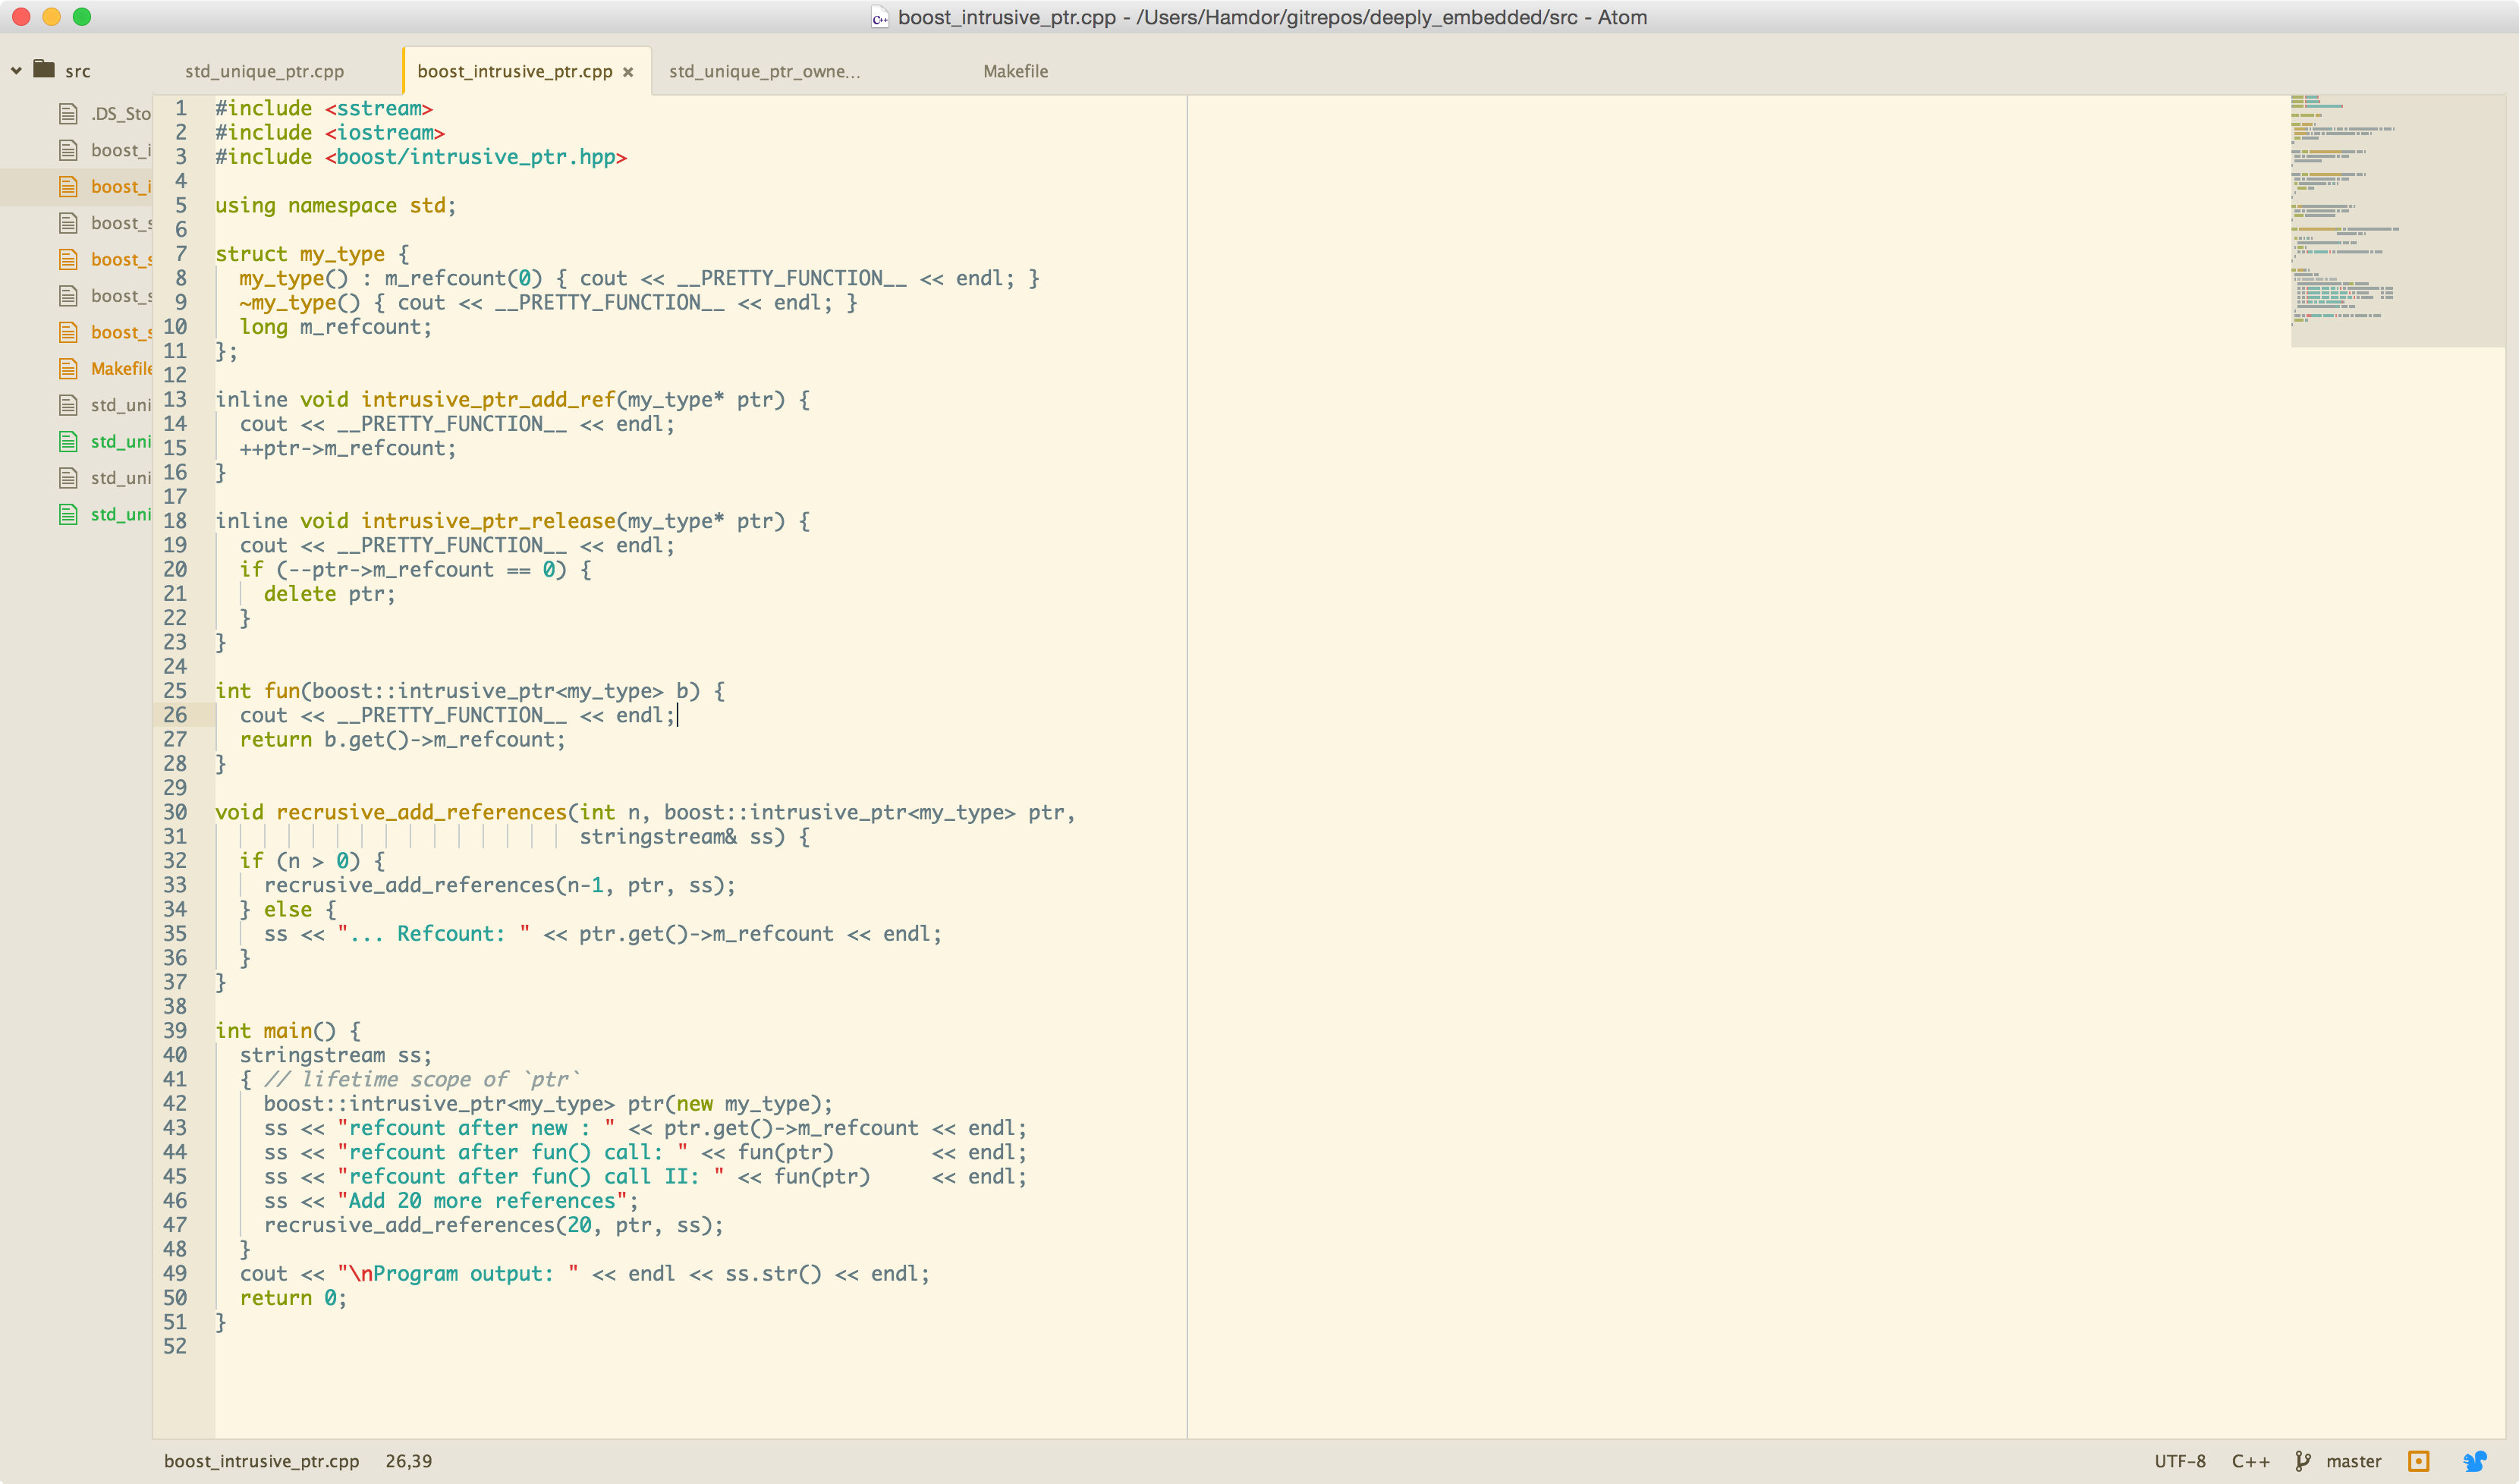 boost_intrusive_ptr.cpp - /Users/Hamdor/gitrepos/deeply_embedded/src - Atom
src
std_unique_ptr.cpp boost_intrusive_ptr.cpp × std_unique_ptr_owne... Makefile
.DS_Sto
boost_i
boost_i
boost_s
boost_s
boost_s
boost_s
Makefile
std_uni
std_uni
std_uni
std_uni
1 #include <sstream>
2 #include <iostream>
3 #include <boost/intrusive_ptr.hpp>
4
5 using namespace std;
6
7 struct my_type {
8   my_type() : m_refcount(0) { cout << __PRETTY_FUNCTION__ << endl; }
9   ~my_type() { cout << __PRETTY_FUNCTION__ << endl; }
10   long m_refcount;
11 };
12
13 inline void intrusive_ptr_add_ref(my_type* ptr) {
14   cout << __PRETTY_FUNCTION__ << endl;
15   ++ptr->m_refcount;
16 }
17
18 inline void intrusive_ptr_release(my_type* ptr) {
19   cout << __PRETTY_FUNCTION__ << endl;
20   if (--ptr->m_refcount == 0) {
21     delete ptr;
22   }
23 }
24
25 int fun(boost::intrusive_ptr<my_type> b) {
26   cout << __PRETTY_FUNCTION__ << endl;
27   return b.get()->m_refcount;
28 }
29
30 void recrusive_add_references(int n, boost::intrusive_ptr<my_type> ptr,
31                               stringstream& ss) {
32   if (n > 0) {
33     recrusive_add_references(n-1, ptr, ss);
34   } else {
35     ss << "... Refcount: " << ptr.get()->m_refcount << endl;
36   }
37 }
38
39 int main() {
40   stringstream ss;
41   { // lifetime scope of `ptr`
42     boost::intrusive_ptr<my_type> ptr(new my_type);
43     ss << "refcount after new : " << ptr.get()->m_refcount << endl;
44     ss << "refcount after fun() call: " << fun(ptr)        << endl;
45     ss << "refcount after fun() call II: " << fun(ptr)     << endl;
46     ss << "Add 20 more references";
47     recrusive_add_references(20, ptr, ss);
48   }
49   cout << "\nProgram output: " << endl << ss.str() << endl;
50   return 0;
51 }
52
boost_intrusive_ptr.cpp 26,39 UTF-8 C++ master